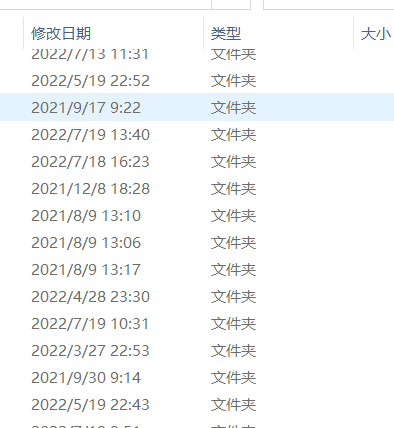 修改日期 类型 大小
2022/7/13 11:31 文件夹
2022/5/19 22:52 文件夹
2021/9/17 9:22 文件夹
2022/7/19 13:40 文件夹
2022/7/18 16:23 文件夹
2021/12/8 18:28 文件夹
2021/8/9 13:10 文件夹
2021/8/9 13:06 文件夹
2021/8/9 13:17 文件夹
2022/4/28 23:30 文件夹
2022/7/19 10:31 文件夹
2022/3/27 22:53 文件夹
2021/9/30 9:14 文件夹
2022/5/19 22:43 文件夹